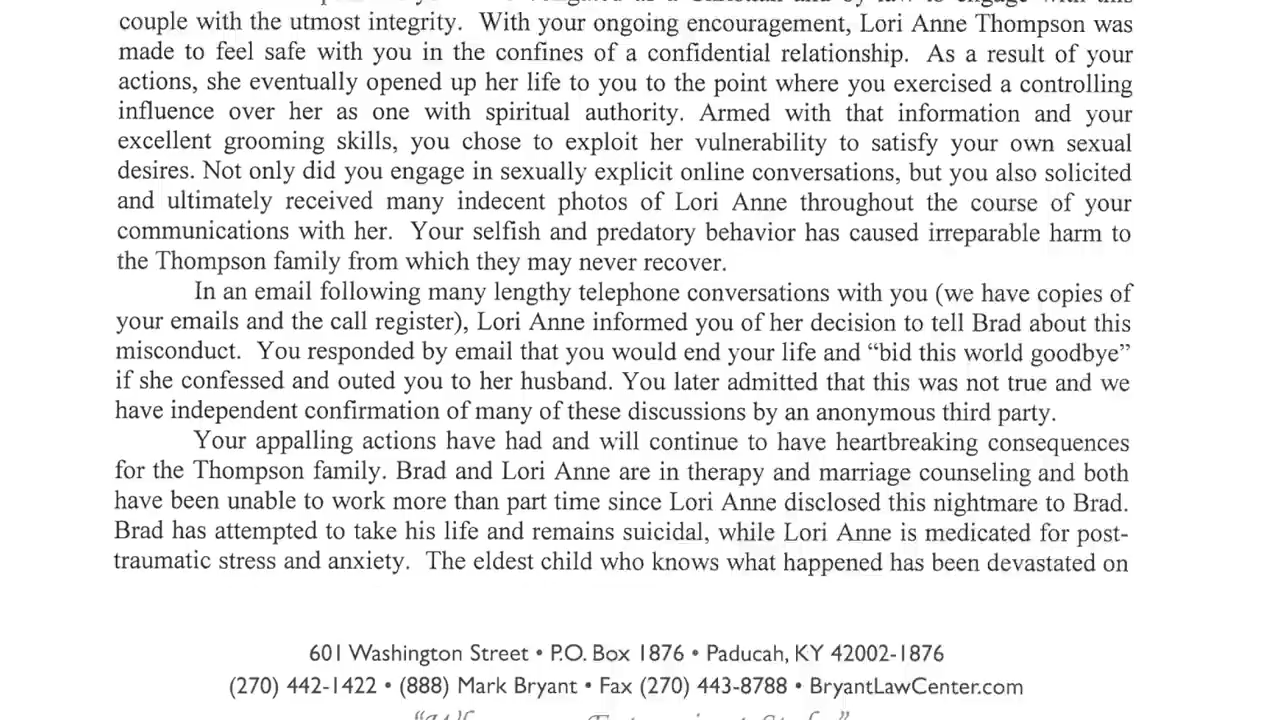 couple with the utmost integrity. With your ongoing encouragement, Lori Anne Thompson was
made to feel safe with you in the confines of a confidential relationship. As a result of your
actions, she eventually opened up her life to you to the point where you exercised a controlling
influence over her as one with spiritual authority. Armed with that information and your
excellent grooming skills, you chose to exploit her vulnerability to satisfy your own sexual
desires. Not only did you engage in sexually explicit online conversations, but you also solicited
and ultimately received many indecent photos of Lori Anne throughout the course of your
communications with her. Your selfish and predatory behavior has caused irreparable harm to
the Thompson family from which they may never recover.
In an email following many lengthy telephone conversations with you (we have copies of
your emails and the call register), Lori Anne informed you of her decision to tell Brad about this
misconduct. You responded by email that you would end your life and “bid this world goodbye”
if she confessed and outed you to her husband. You later admitted that this was not true and we
have independent confirmation of many of these discussions by an anonymous third party.
Your appalling actions have had and will continue to have heartbreaking consequences
for the Thompson family. Brad and Lori Anne are in therapy and marriage counseling and both
have been unable to work more than part time since Lori Anne disclosed this nightmare to Brad.
Brad has attempted to take his life and remains suicidal, while Lori Anne is medicated for post-
traumatic stress and anxiety. The eldest child who knows what happened has been devastated on
601 Washington Street • P.O. Box 1876 • Paducah, KY 42002-1876
(270) 442-1422 • (888) Mark Bryant • Fax (270) 443-8788 • BryantLawCenter.com